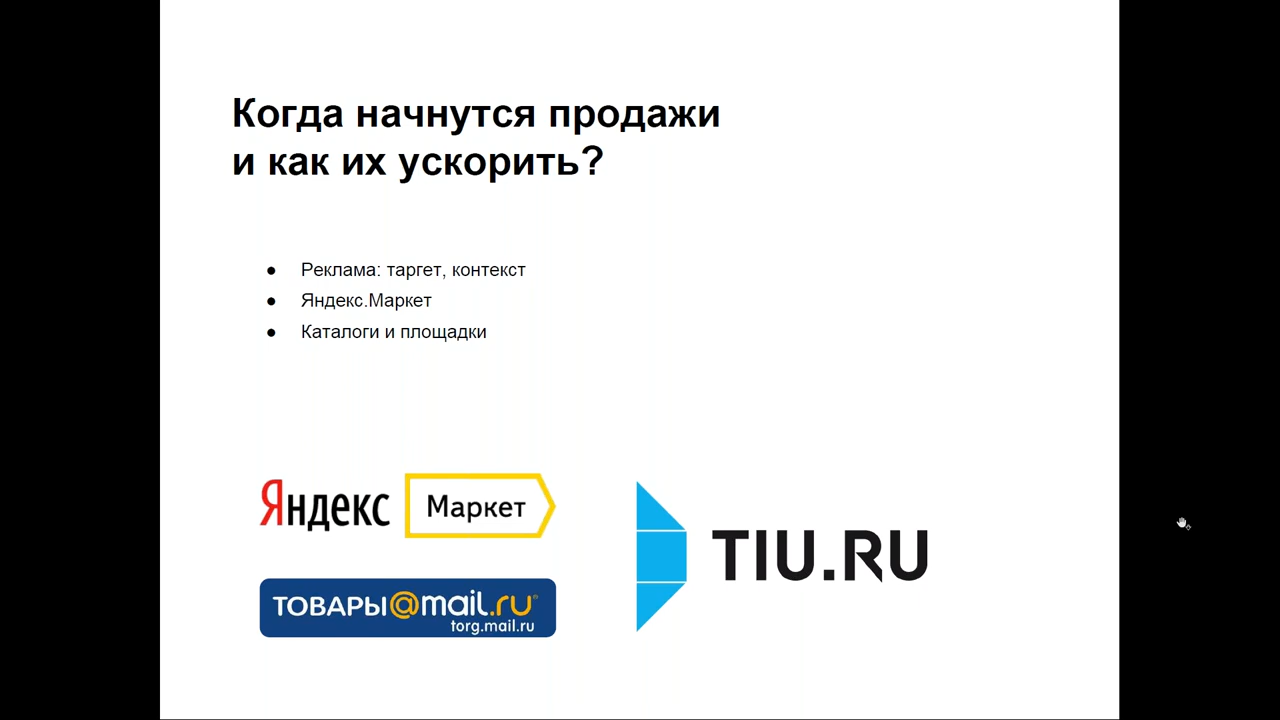 Когда начнутся продажи
и как их ускорить?
● Реклама: таргет, контекст
● Яндекс.Маркет
● Каталоги и площадки
Яндекс Маркет
TIU.RU
ТОВАРЫ@mail.ru®
torg.mail.ru